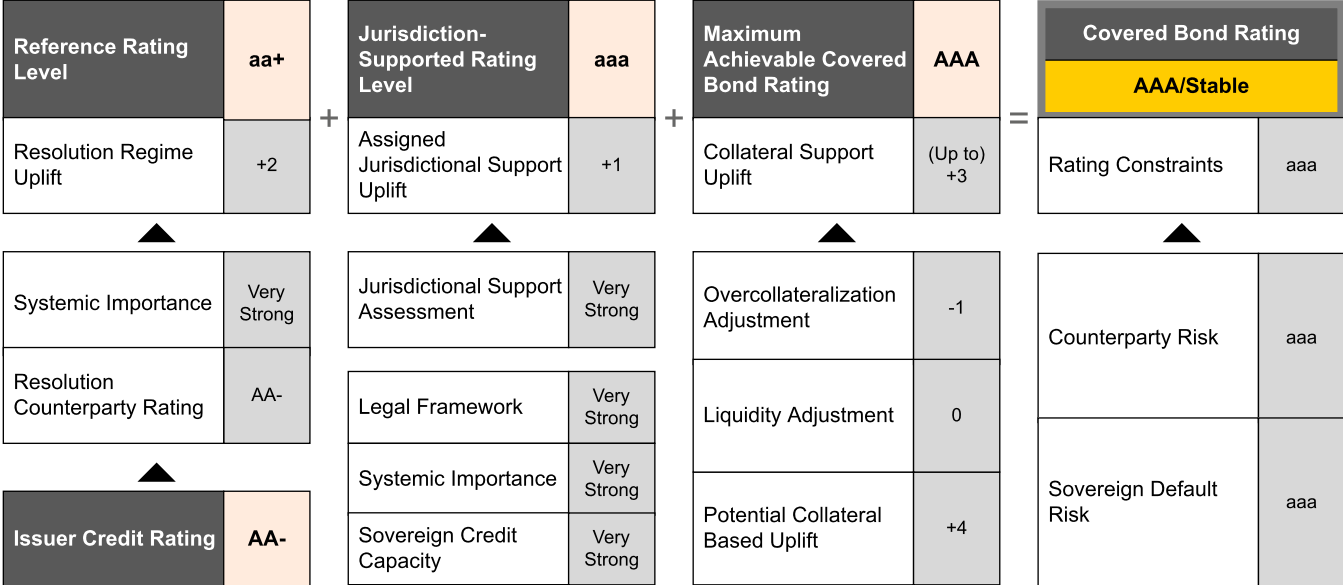 Reference Rating
Level
aa+
Resolution Regime
Uplift
+2
Systemic Importance
Very
Strong
Resolution
Counterparty Rating
AA-
Issuer Credit Rating
AA-
+
Jurisdiction-
Supported Rating
Level
aaa
Assigned
Jurisdictional Support
Uplift
+1
Jurisdictional Support
Assessment
Very
Strong
Legal Framework
Very
Strong
Systemic Importance
Very
Strong
Sovereign Credit
Capacity
Very
Strong
+
Maximum
Achievable Covered
Bond Rating
AAA
Collateral Support
Uplift
(Up to)
+3
Overcollateralization
Adjustment
-1
Liquidity Adjustment
0
Potential Collateral
Based Uplift
+4
=
Covered Bond Rating
AAA/Stable
Rating Constraints
aaa
Counterparty Risk
aaa
Sovereign Default
Risk
aaa